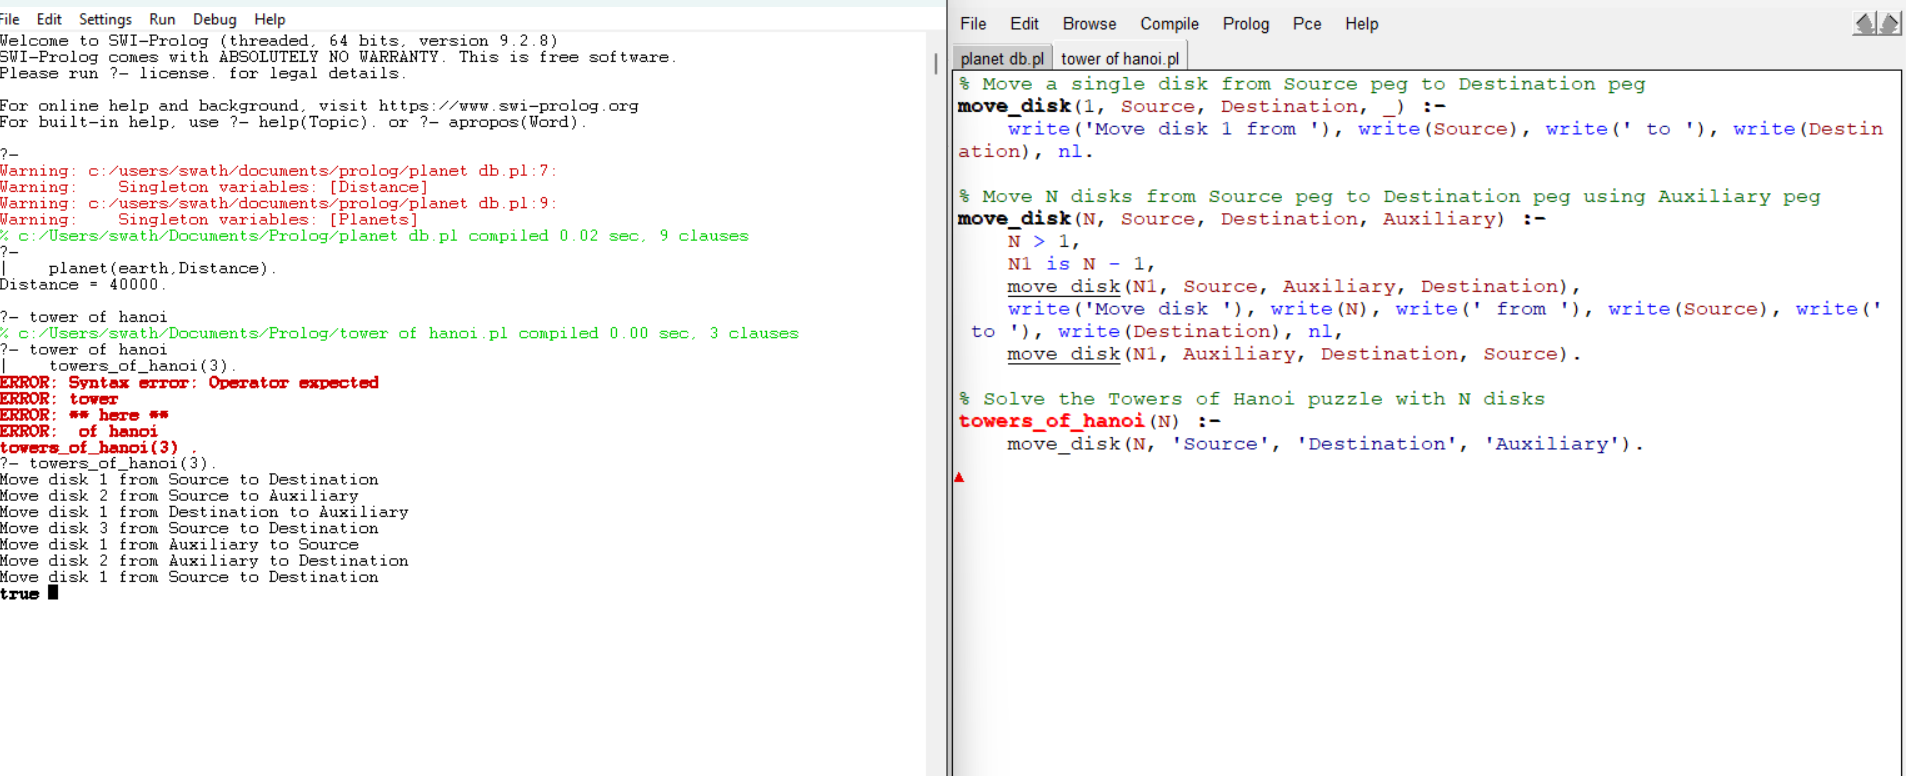 File Edit Settings Run Debug Help
Welcome to SWI-Prolog (threaded, 64 bits, version 9.2.8)
SWI-Prolog comes with ABSOLUTELY NO WARRANTY. This is free software.
Please run ?- license. for legal details.
For online help and background, visit https://www.swi-prolog.org
For built-in help, use ?- help(Topic). or ?- apropos(Word).
?-
Warning: c:/users/swath/documents/prolog/planet db.pl:7:
Warning:    Singleton variables: [Distance]
Warning: c:/users/swath/documents/prolog/planet db.pl:9:
Warning:    Singleton variables: [Planets]
% c:/Users/swath/Documents/Prolog/planet db.pl compiled 0.02 sec, 9 clauses
?-
|    planet(earth,Distance).
Distance = 40000.
?- tower of hanoi
% c:/Users/swath/Documents/Prolog/tower of hanoi.pl compiled 0.00 sec, 3 clauses
?- tower of hanoi
|    towers_of_hanoi(3).
ERROR: Syntax error: Operator expected
ERROR: tower
ERROR: ** here **
ERROR:  of hanoi
towers_of_hanoi(3) .
?- towers_of_hanoi(3).
Move disk 1 from Source to Destination
Move disk 2 from Source to Auxiliary
Move disk 1 from Destination to Auxiliary
Move disk 3 from Source to Destination
Move disk 1 from Auxiliary to Source
Move disk 2 from Auxiliary to Destination
Move disk 1 from Source to Destination
true
File Edit Browse Compile Prolog Pce Help
planet db.pl tower of hanoi.pl
% Move a single disk from Source peg to Destination peg
move_disk(1, Source, Destination, _) :-
    write('Move disk 1 from '), write(Source), write(' to '), write(Destin
ation), nl.
% Move N disks from Source peg to Destination peg using Auxiliary peg
move_disk(N, Source, Destination, Auxiliary) :-
    N > 1,
    N1 is N - 1,
    move_disk(N1, Source, Auxiliary, Destination),
    write('Move disk '), write(N), write(' from '), write(Source), write('
 to '), write(Destination), nl,
    move_disk(N1, Auxiliary, Destination, Source).
% Solve the Towers of Hanoi puzzle with N disks
towers_of_hanoi(N) :-
    move_disk(N, 'Source', 'Destination', 'Auxiliary').